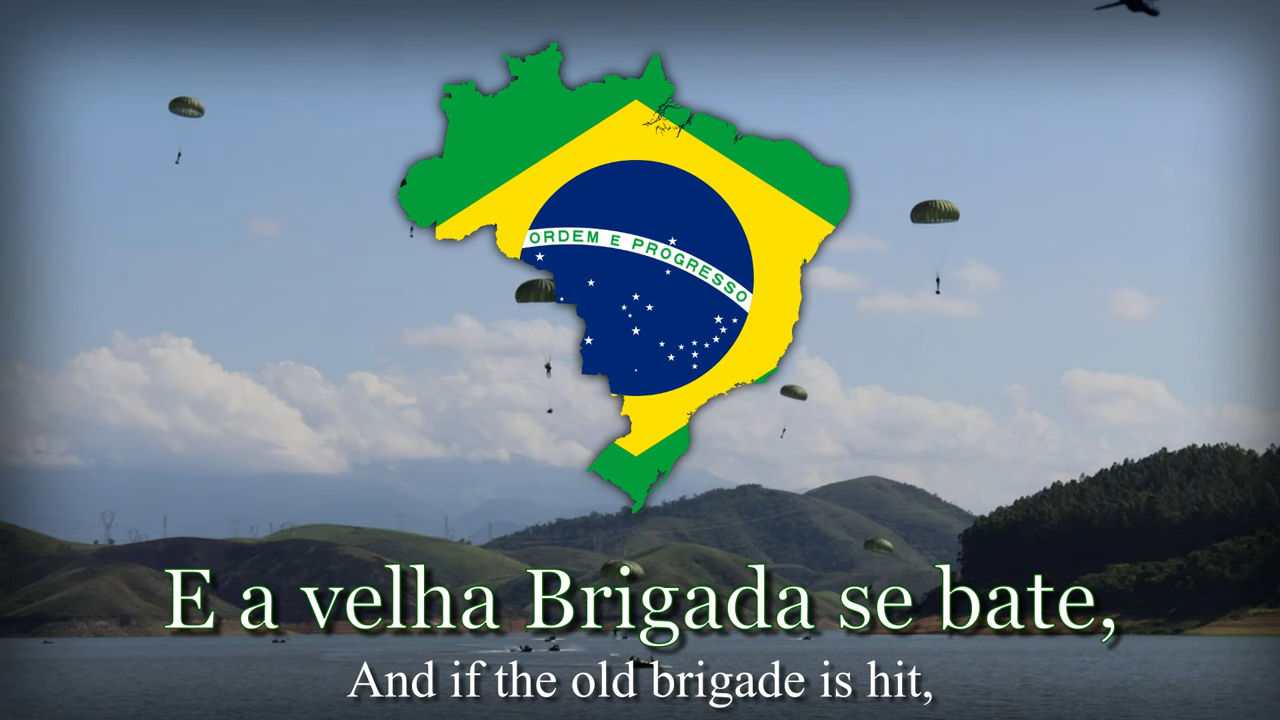 ORDEM E PROGRESSO
E a velha Brigada se bate,
And if the old brigade is hit,